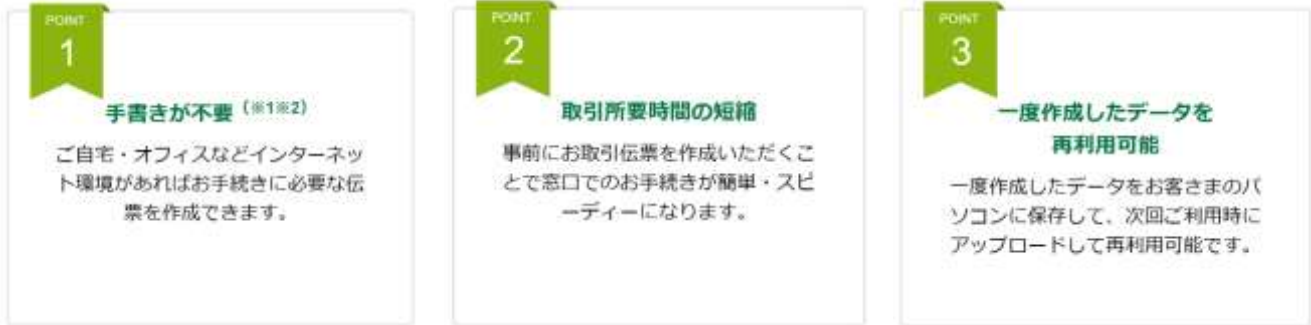 POINT
1
手書きが不要（※1※2）
ご自宅・オフィスなどインターネッ
ト環境があればお手続きに必要な伝
票を作成できます。
POINT
2
取引所要時間の短縮
事前にお取引伝票を作成いただくこ
とで窓口でのお手続きが簡単・スピ
ーディーになります。
POINT
3
一度作成したデータを
再利用可能
一度作成したデータをお客さまのパ
ソコンに保存して、次回ご利用時に
アップロードして再利用可能です。